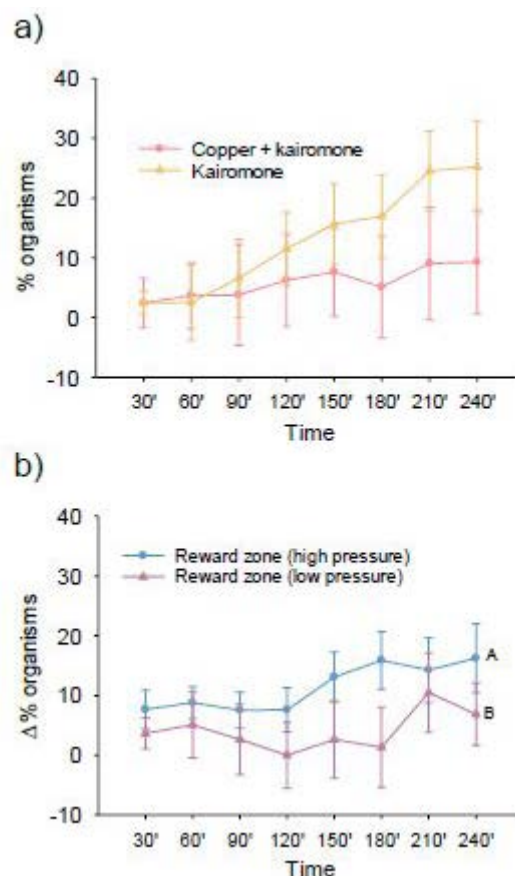 a)
40
30
20
10
0
-10
% organisms
Copper + kairomone
Kairomone
30' 60' 90' 120' 150' 180' 210' 240'
Time
b)
40
30
20
10
0
-10
Δ % organisms
Reward zone (high pressure)
Reward zone (low pressure)
A
B
30' 60' 90' 120' 150' 180' 210' 240'
Time